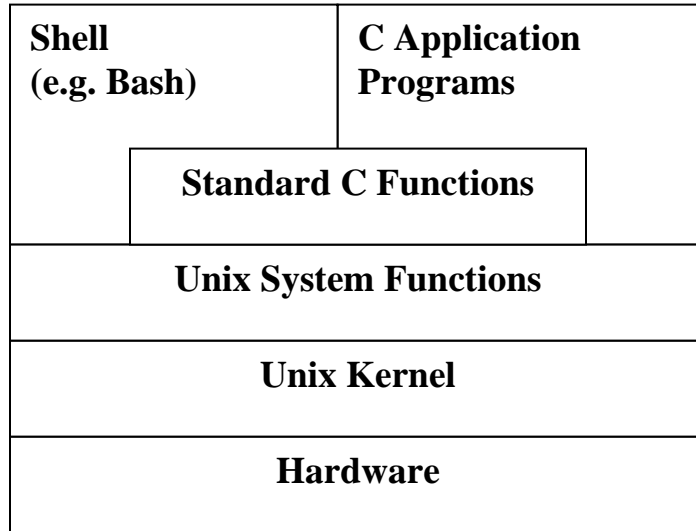 Shell
(e.g. Bash)
C Application
Programs
Standard C Functions
Unix System Functions
Unix Kernel
Hardware